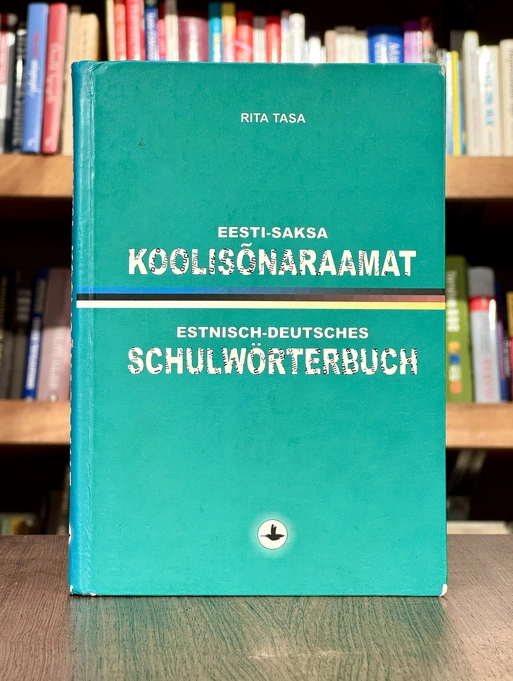 RITA TASA
EESTI-SAKSA
KOOLISÕNARAAMAT
ESTNISCH-DEUTSCHES
SCHULWÖRTERBUCH